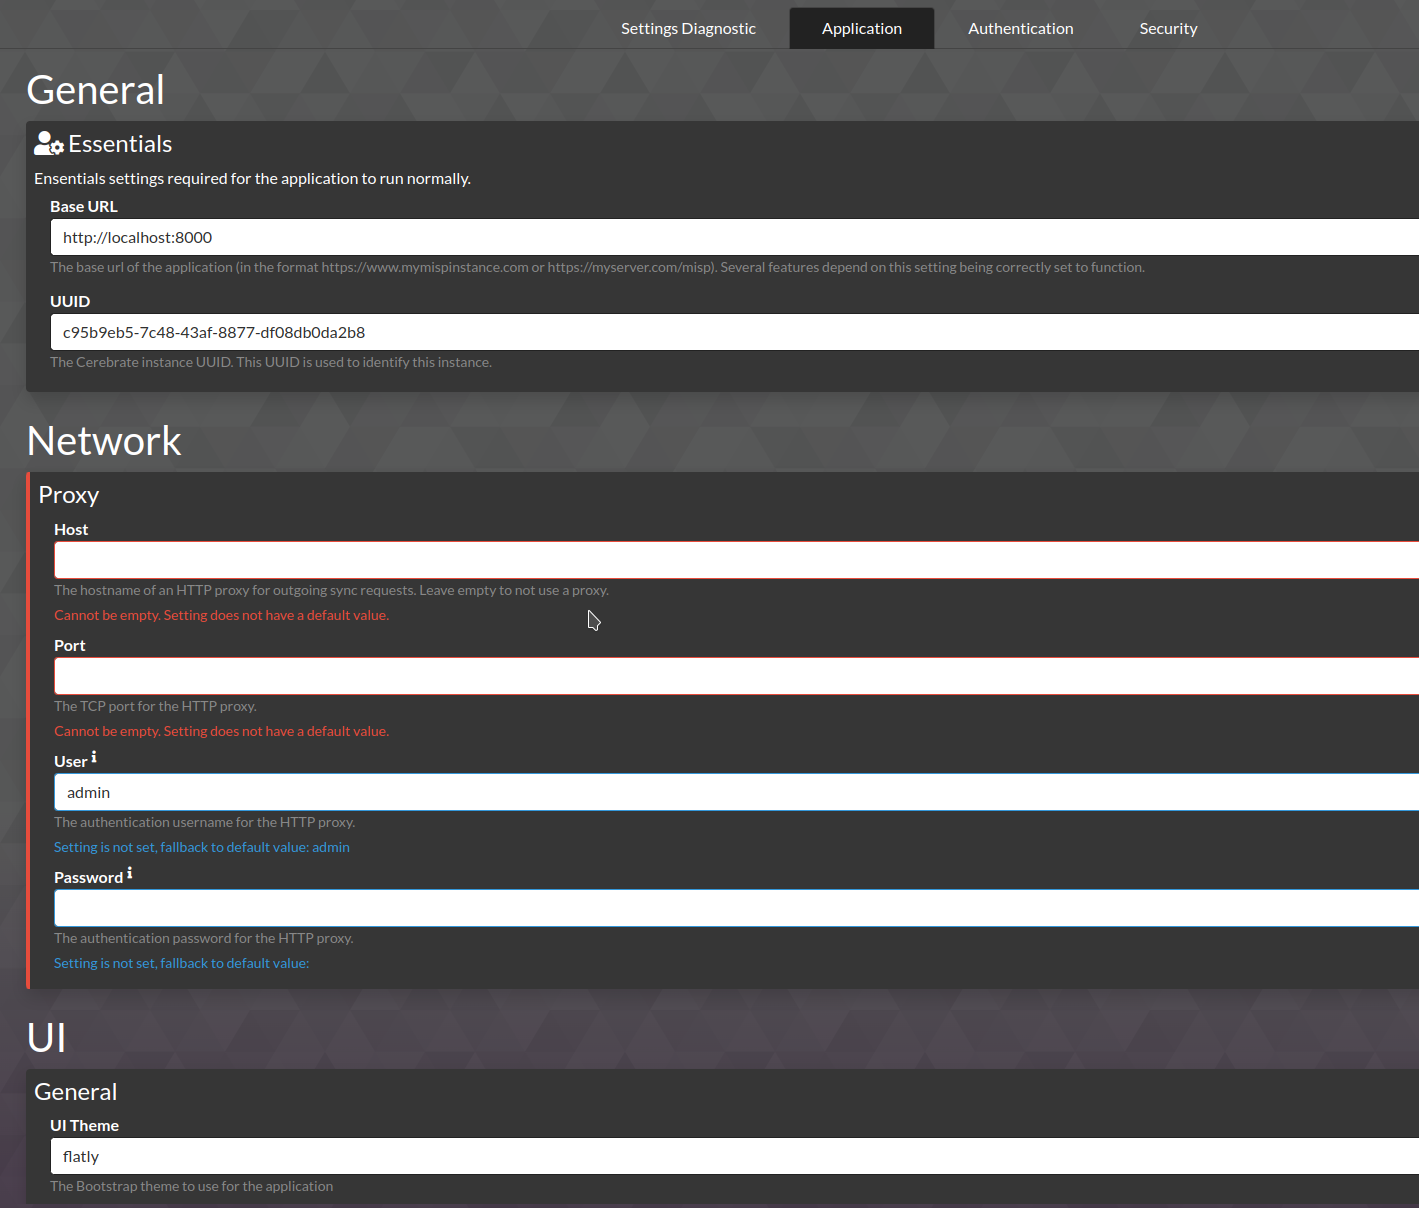 Settings Diagnostic Application Authentication Security
General
Essentials
Ensentials settings required for the application to run normally.
Base URL
http://localhost:8000
The base url of the application (in the format https://www.mymispinstance.com or https://myserver.com/misp). Several features depend on this setting being correctly set to function.
UUID
c95b9eb5-7c48-43af-8877-df08db0da2b8
The Cerebrate instance UUID. This UUID is used to identify this instance.
Network
Proxy
Host
The hostname of an HTTP proxy for outgoing sync requests. Leave empty to not use a proxy.
Cannot be empty. Setting does not have a default value.
Port
The TCP port for the HTTP proxy.
Cannot be empty. Setting does not have a default value.
User
admin
The authentication username for the HTTP proxy.
Setting is not set, fallback to default value: admin
Password
The authentication password for the HTTP proxy.
Setting is not set, fallback to default value:
UI
General
UI Theme
flatly
The Bootstrap theme to use for the application